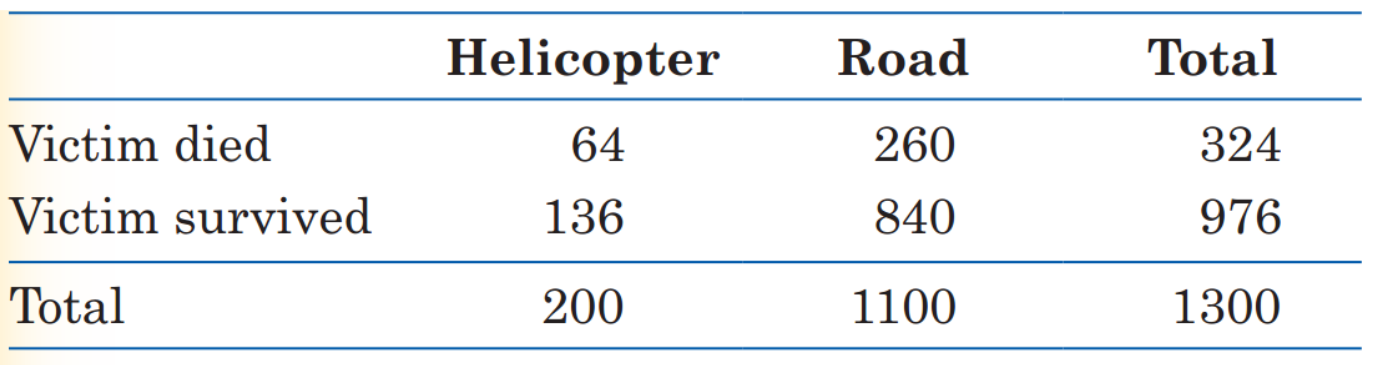 Helicopter Road Total
Victim died 64 260 324
Victim survived 136 840 976
Total 200 1100 1300